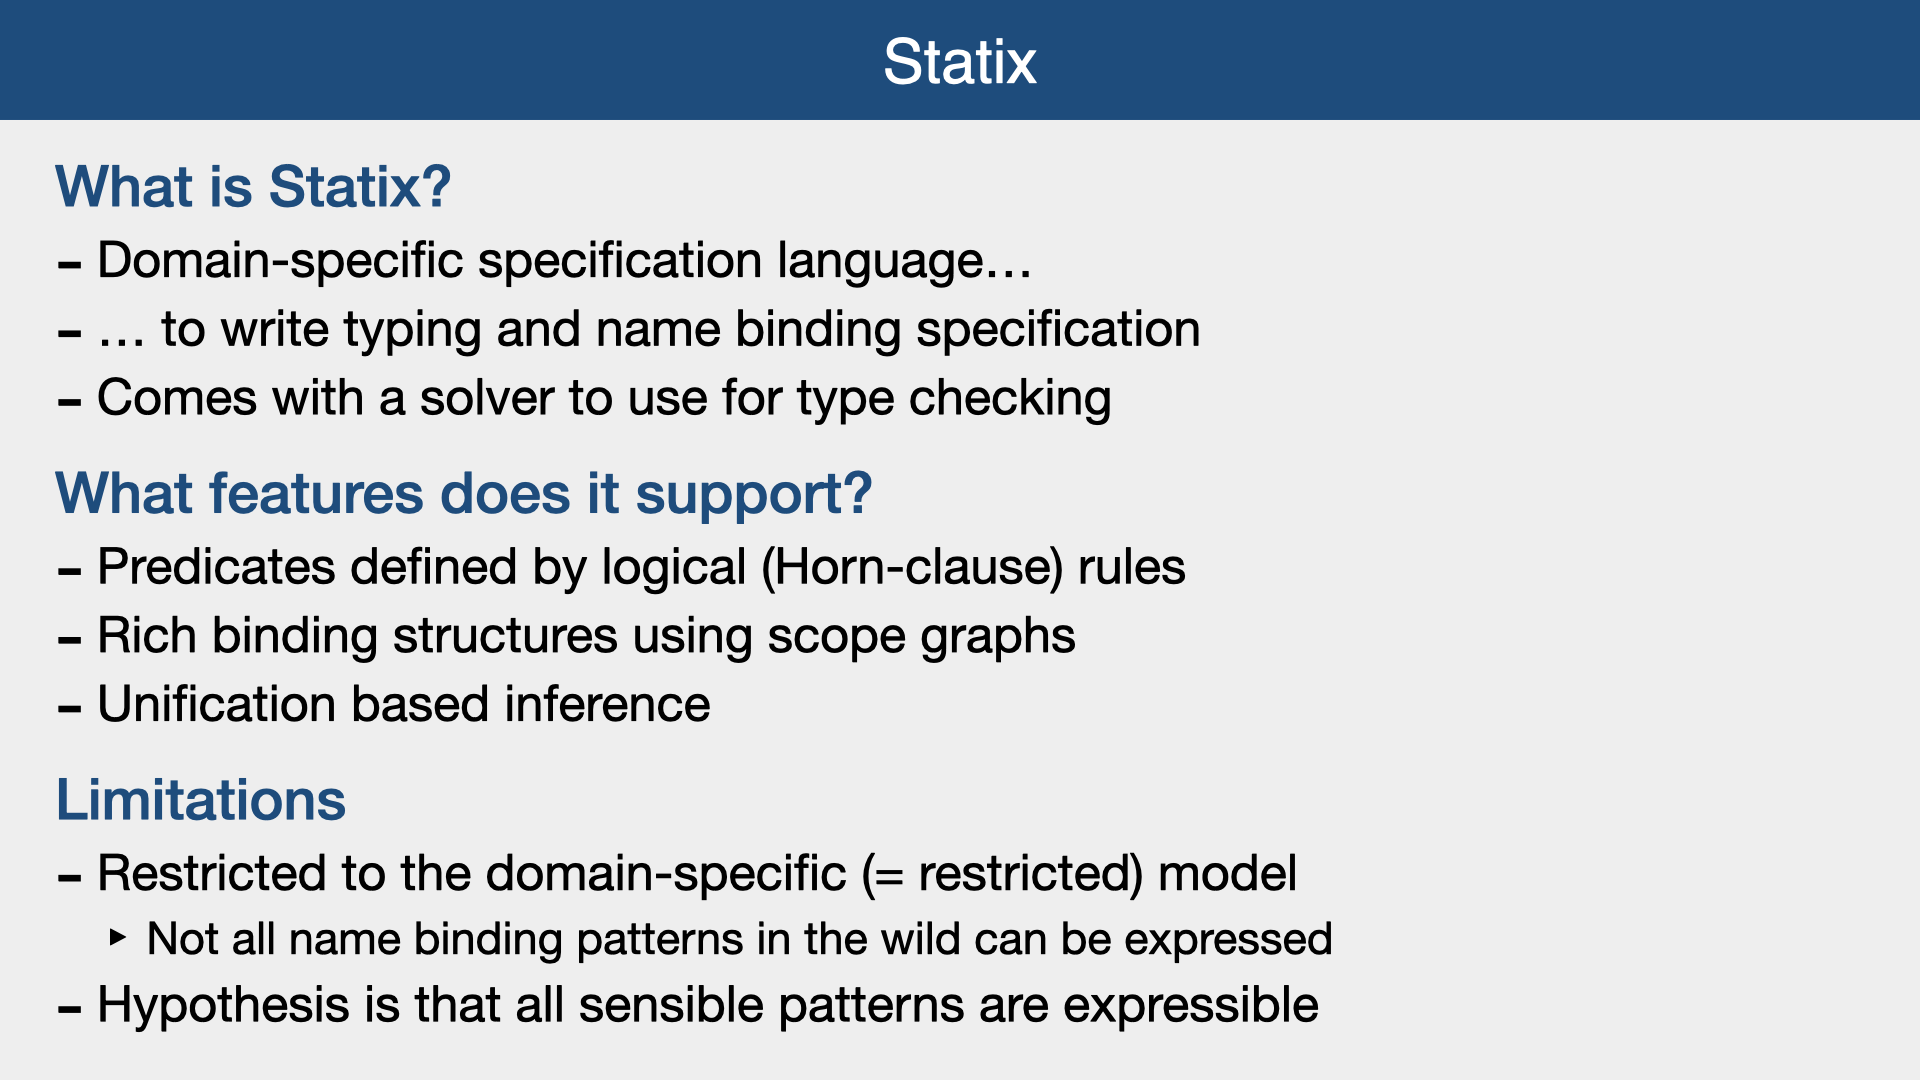 Statix
What is Statix?
– Domain-specific specification language…
– … to write typing and name binding specification
– Comes with a solver to use for type checking
What features does it support?
– Predicates defined by logical (Horn-clause) rules
– Rich binding structures using scope graphs
– Unification based inference
Limitations
– Restricted to the domain-specific (= restricted) model
‣ Not all name binding patterns in the wild can be expressed
– Hypothesis is that all sensible patterns are expressible